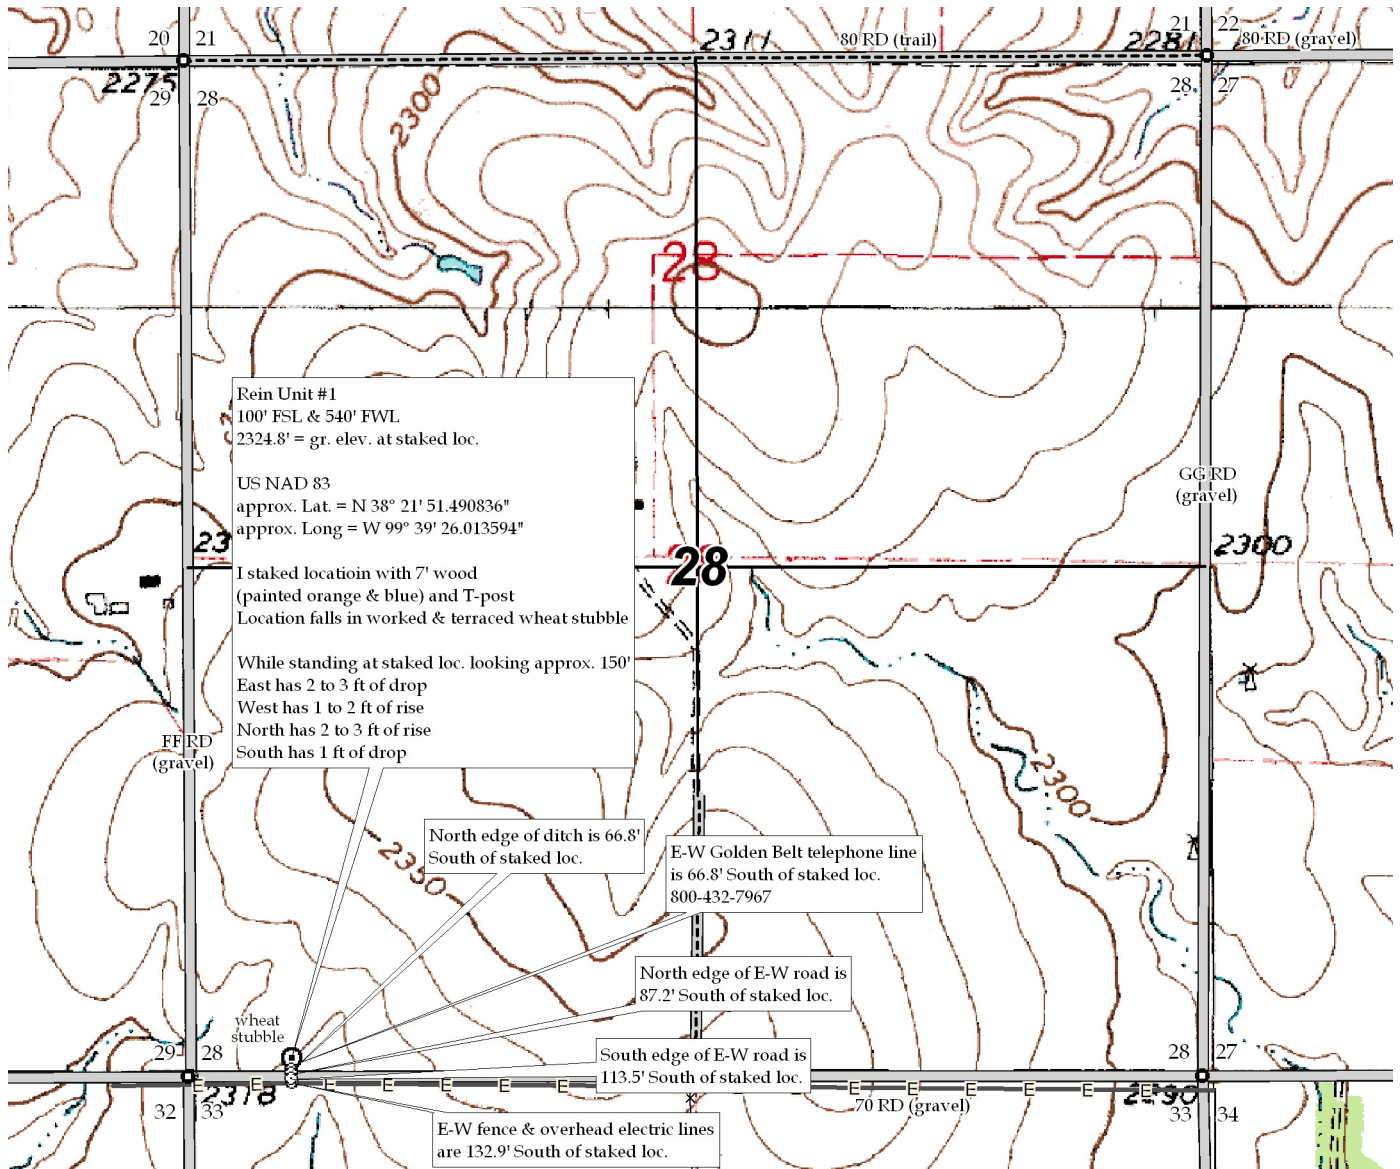 20 21
2311
80 RD (trail)
2281
21 22
80 RD (gravel)
2275
29 28
2300
28 27
28
Rein Unit #1
100' FSL & 540' FWL
2324.8' = gr. elev. at staked loc.
US NAD 83
approx. Lat. = N 38° 21' 51.490836"
approx. Long = W 99° 39' 26.013594"
I staked locatioin with 7' wood
(painted orange & blue) and T-post
Location falls in worked & terraced wheat stubble
While standing at staked loc. looking approx. 150'
East has 2 to 3 ft of drop
West has 1 to 2 ft of rise
North has 2 to 3 ft of rise
South has 1 ft of drop
GG RD
(gravel)
23
28
2300
FF RD
(gravel)
2300
North edge of ditch is 66.8'
South of staked loc.
2350
E-W Golden Belt telephone line
is 66.8' South of staked loc.
800-432-7967
North edge of E-W road is
87.2' South of staked loc.
wheat
stubble
29 28
South edge of E-W road is
113.5' South of staked loc.
28 27
E E E E E E E E E E E E E
2318
70 RD (gravel)
32 33
33 34
E-W fence & overhead electric lines
are 132.9' South of staked loc.